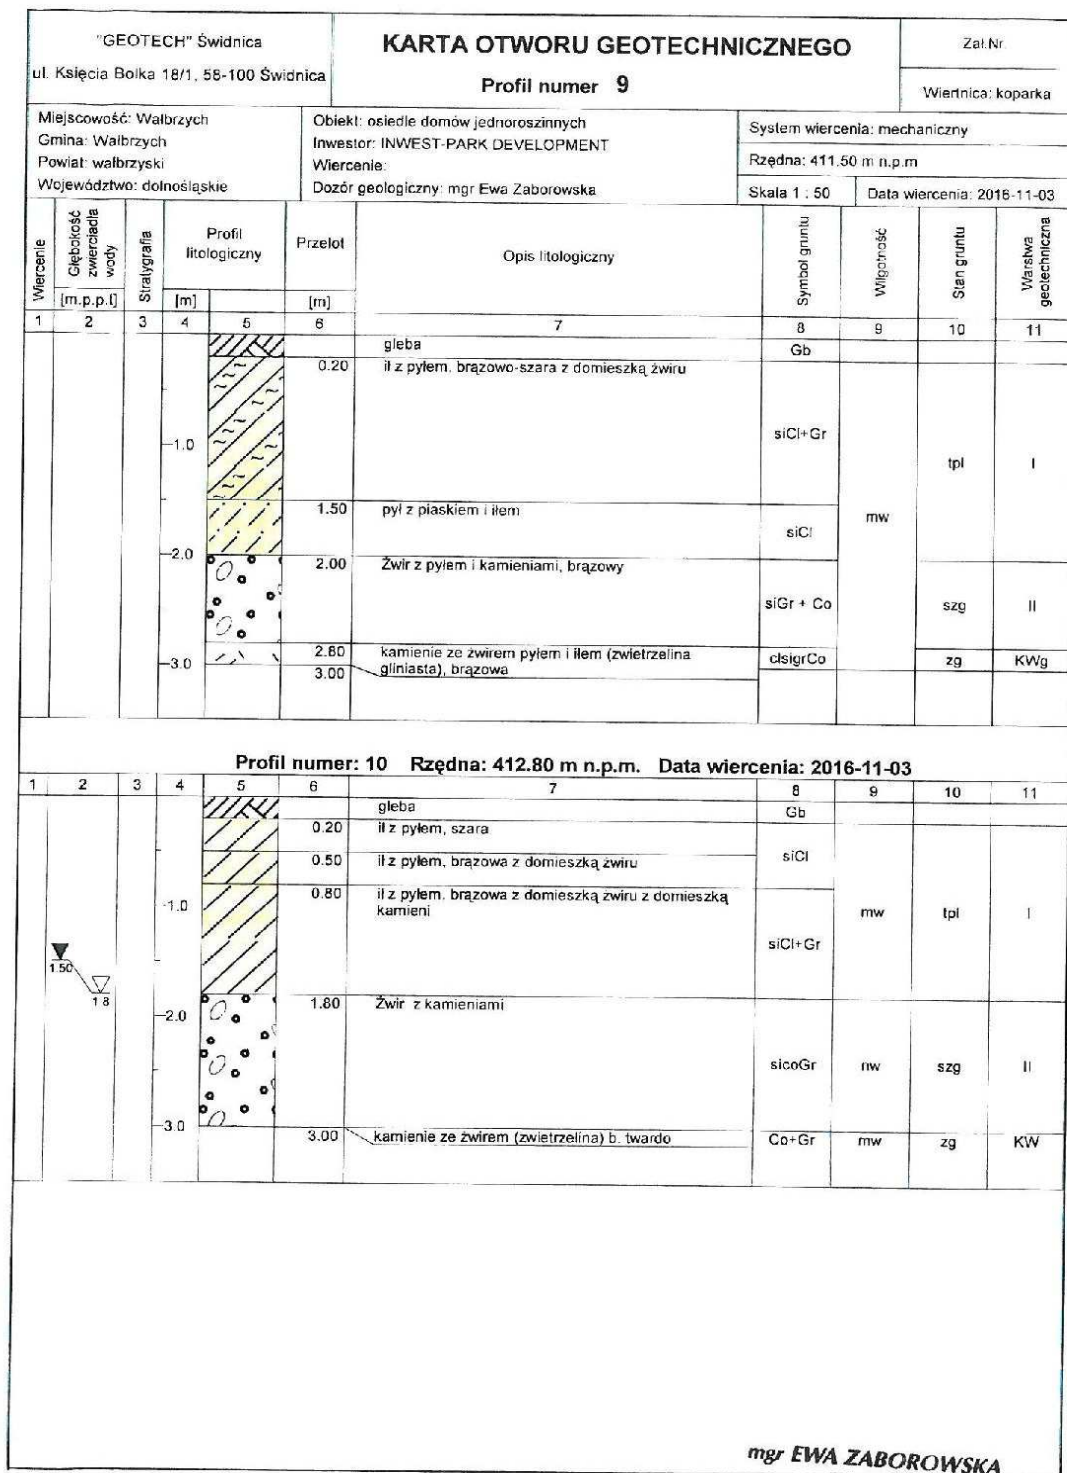 "GEOTECH" Świdnica
ul. Księcia Bolka 18/1, 58-100 Świdnica
KARTA OTWORU GEOTECHNICZNEGO
Profil numer 9
Zał.Nr.
Wiertnica: koparka
Miejscowość: Wałbrzych
Gmina: Wałbrzych
Powiat: wałbrzyski
Województwo: dolnośląskie
Obiekt: osiedle domów jednoroszinnych
Inwestor: INWEST-PARK DEVELOPMENT
Wiercenie:
Dozór geologiczny: mgr Ewa Zaborowska
System wiercenia: mechaniczny
Rzędna: 411.50 m n.p.m
Skala 1 : 50
Data wiercenia: 2016-11-03
Wiercenie
Głębokość zwierciadła wody
[m.p.p.t]
Stratygrafia
Profil litologiczny
[m]
Przelot
[m]
Opis litologiczny
Symbol gruntu
Wilgotność
Stan gruntu
Warstwa geotechniczna
1 2 3 4 5 6 7 8 9 10 11
gleba Gb
0.20 ił z pyłem, brązowo-szara z domieszką żwiru
siCl+Gr
1.0
tpl I
1.50 pył z piaskiem i iłem
mw
siCl
2.0
2.00 Żwir z pyłem i kamieniami, brązowy
siGr + Co szg II
2.80 kamienie ze żwirem pyłem i iłem (zwietrzelina gliniasta), brązowa
clsigrCo zg KWg
3.0
3.00
Profil numer: 10 Rzędna: 412.80 m n.p.m. Data wiercenia: 2016-11-03
1 2 3 4 5 6 7 8 9 10 11
gleba Gb
0.20 ił z pyłem, szara
siCl
0.50 ił z pyłem, brązowa z domieszką żwiru
0.80 ił z pyłem, brązowa z domieszką żwiru z domieszką
kamieni
1.0
mw tpl I
siCl+Gr
1.50
1.8
1.80 Żwir z kamieniami
2.0
sicoGr nw szg II
3.0
3.00 kamienie ze żwirem (zwietrzelina) b. twardo Co+Gr mw zg KW
mgr EWA ZABOROWSKA